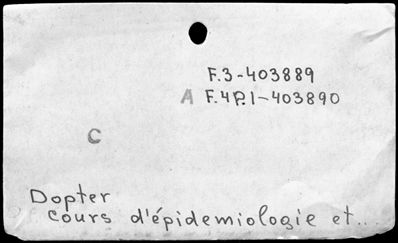 F.3-403889
A F.4P.1-403890
C
Dopter
Cours d'épidemiologie et...